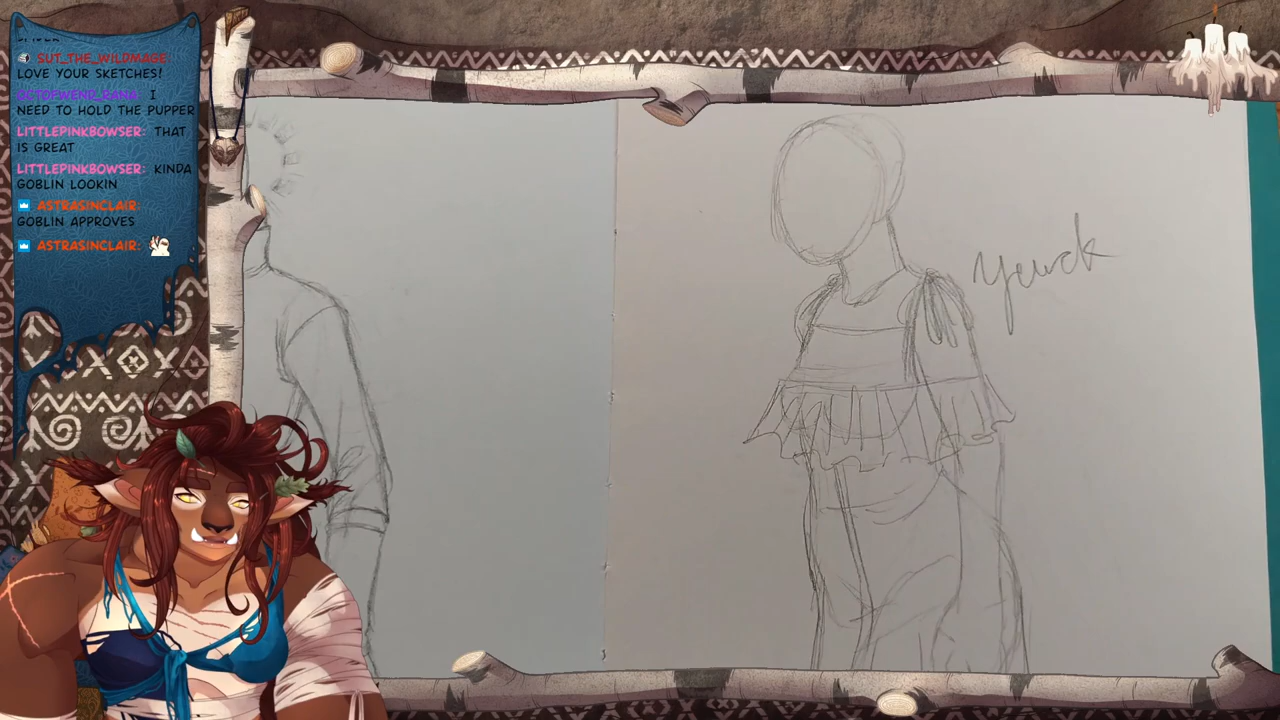 SUT_THE_WILDMAGE:
LOVE YOUR SKETCHES!
I
NEED TO HOLD THE PUPPER
LITTLEPINKBOWSER: THAT
IS GREAT
LITTLEPINKBOWSER: KINDA
GOBLIN LOOKIN
ASTRASINCLAIR:
GOBLIN APPROVES
ASTRASINCLAIR: